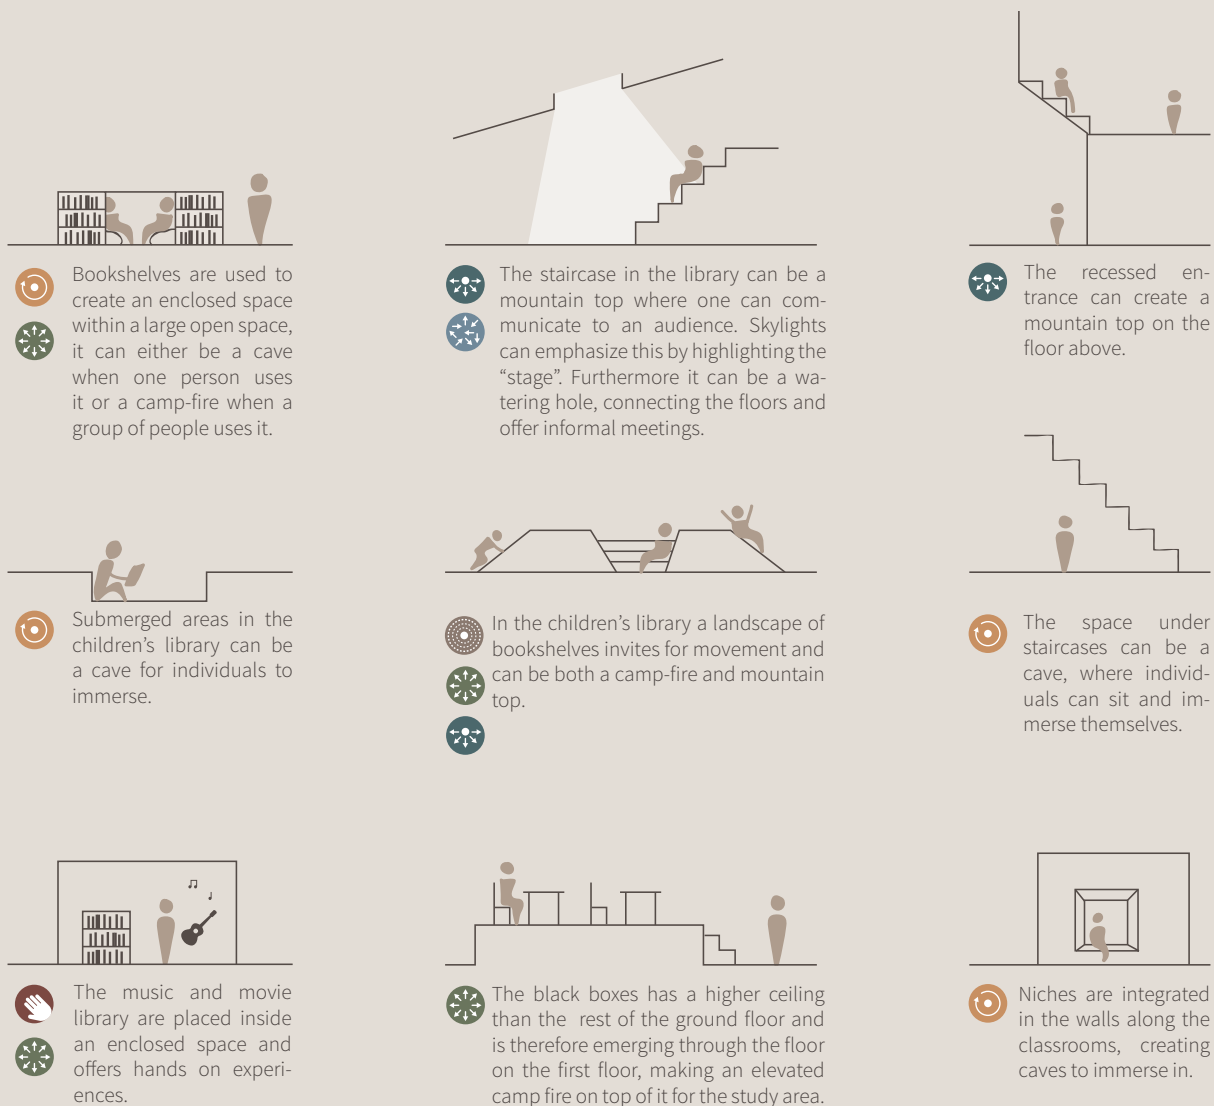 Bookshelves are used to
create an enclosed space
within a large open space,
it can either be a cave
when one person uses
it or a camp-fire when a
group of people uses it.
The staircase in the library can be a
mountain top where one can com-
municate to an audience. Skylights
can emphasize this by highlighting the
“stage”. Furthermore it can be a wa-
tering hole, connecting the floors and
offer informal meetings.
The recessed en-
trance can create a
mountain top on the
floor above.
Submerged areas in the
children’s library can be
a cave for individuals to
immerse.
In the children’s library a landscape of
bookshelves invites for movement and
can be both a camp-fire and mountain
top.
The space under
staircases can be a
cave, where individ-
uals can sit and im-
merse themselves.
The music and movie
library are placed inside
an enclosed space and
offers hands on experi-
ences.
The black boxes has a higher ceiling
than the rest of the ground floor and
is therefore emerging through the floor
on the first floor, making an elevated
camp fire on top of it for the study area.
Niches are integrated
in the walls along the
classrooms, creating
caves to immerse in.